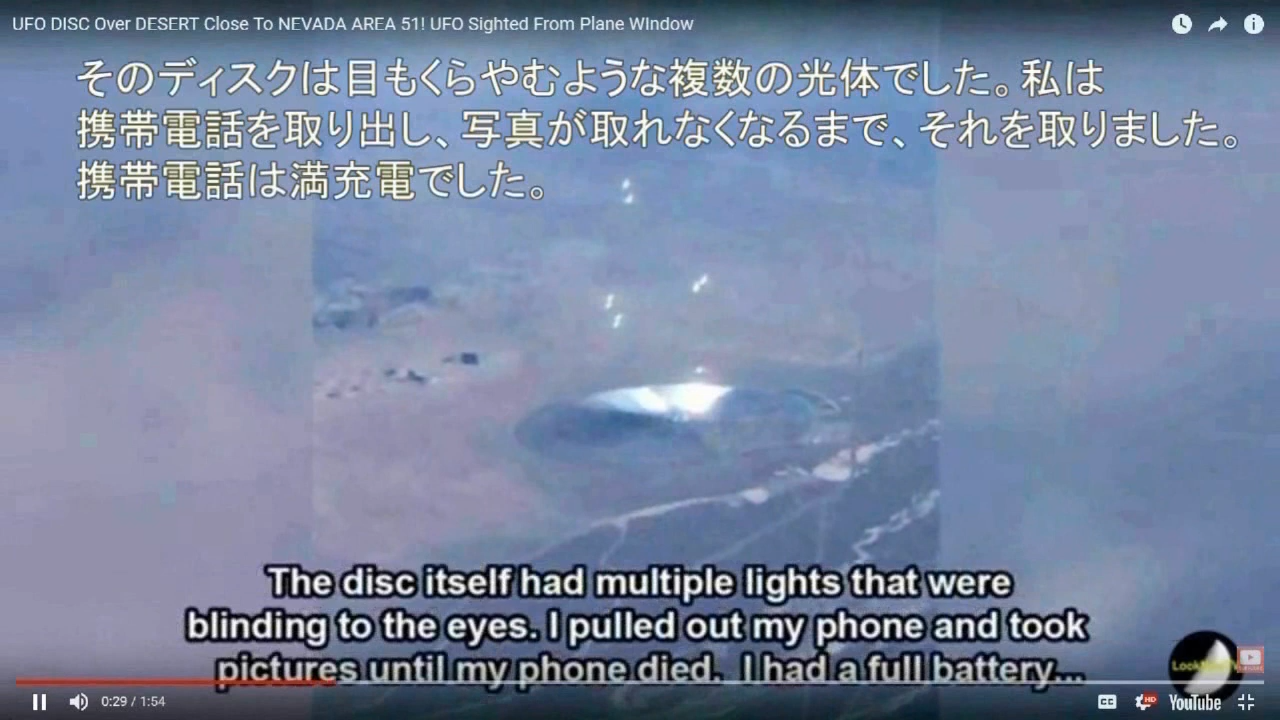 UFO DISC Over DESERT Close To NEVADA AREA 51! UFO Sighted From Plane WIndow
そのディスクは目もくらやむような複数の光体でした。私は
携帯電話を取り出し、写真が取れなくなるまで、それを取りました。
携帯電話は満充電でした。
The disc itself had multiple lights that were
blinding to the eyes. I pulled out my phone and took
pictures until my phone died. I had a full battery...
0:29 / 1:54
CC
HD
YouTube